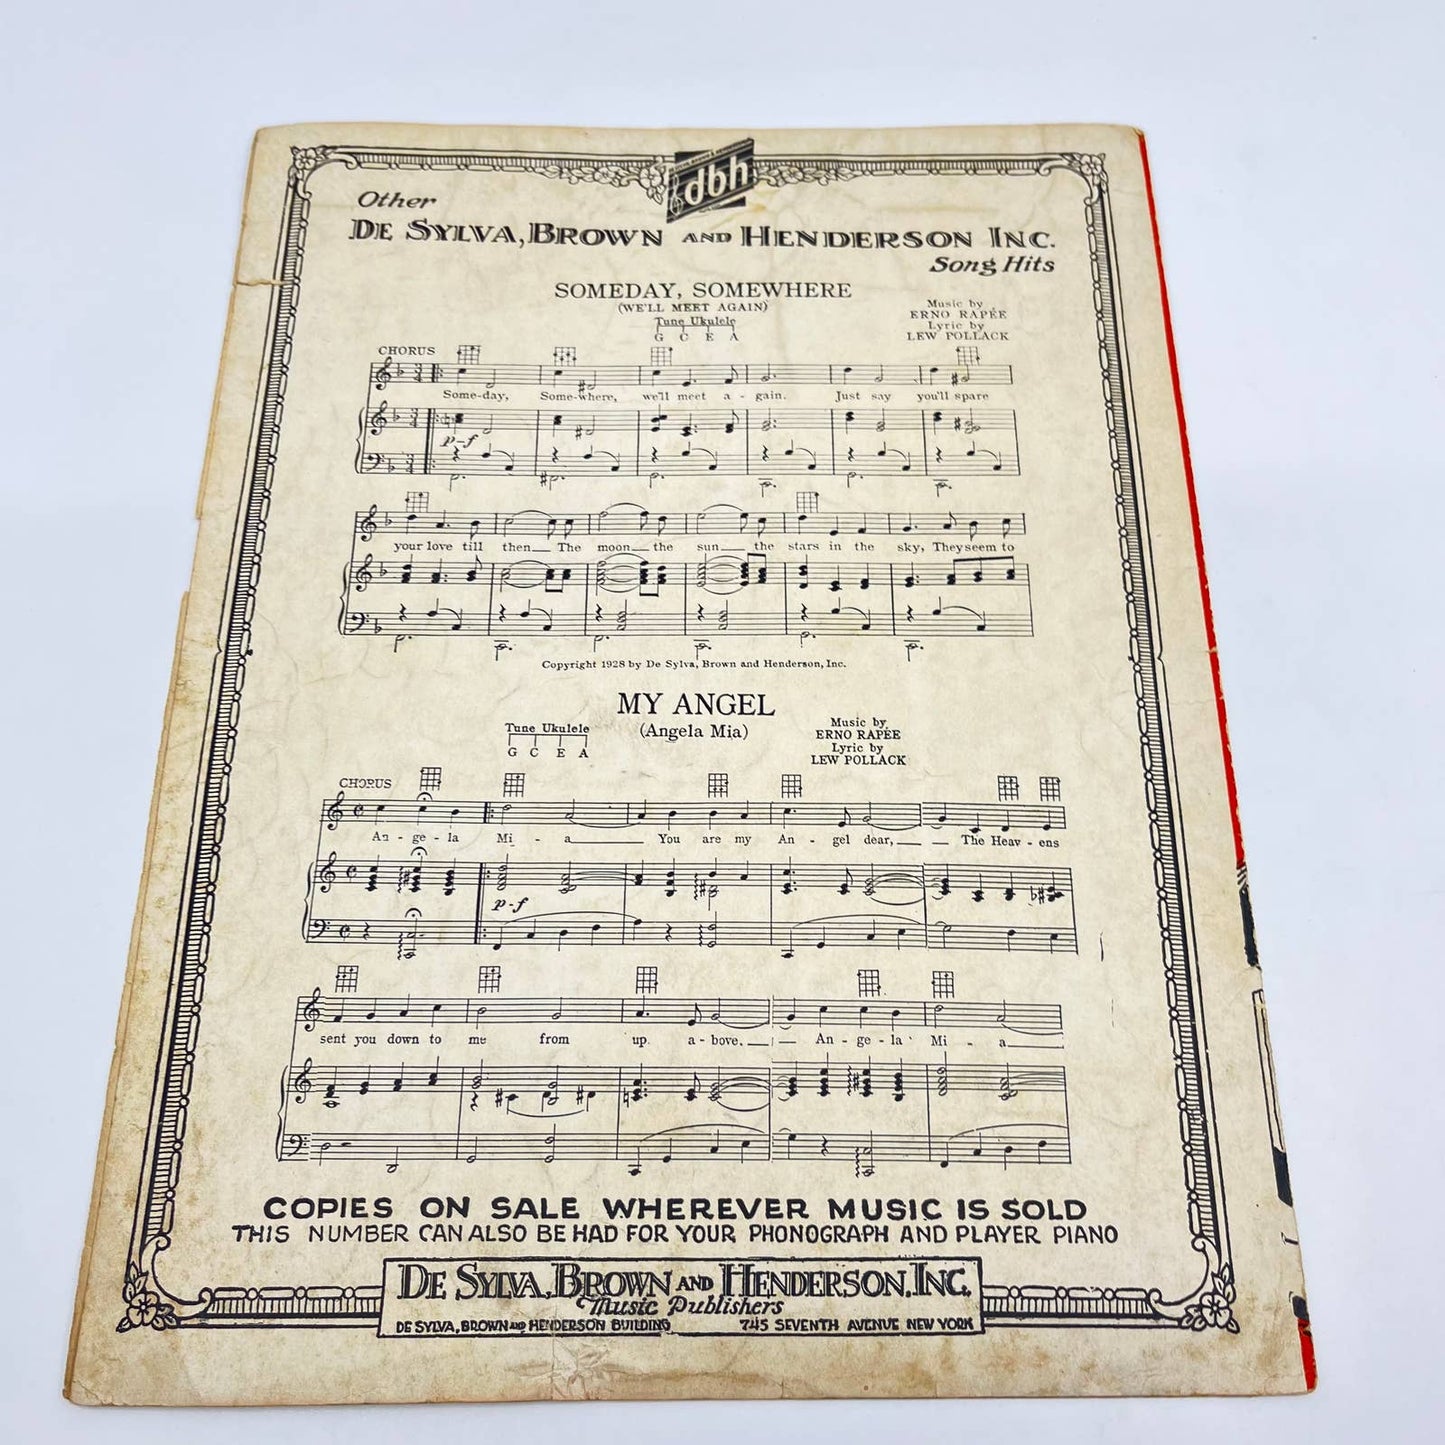 dbh
Other
DE SYLVA, BROWN AND HENDERSON INC.
Song Hits
SOMEDAY, SOMEWHERE
(WE'LL MEET AGAIN)
Music by
ERNO RAPÉE
Lyric by
LEW POLLACK
Tune Ukulele
G C E A
CHORUS
Some-day, Some-where, we'll meet a - gain. Just say you'll spare
p-f
your love till then The moon the sun the stars in the sky, They seem to
Copyright 1928 by De Sylva, Brown and Henderson, Inc.
MY ANGEL
(Angela Mia)
Tune Ukulele
G C E A
Music by
ERNO RAPÉE
Lyric by
LEW POLLACK
CHORUS
An - ge - la Mi - a You are my An - gel dear, The Heav - ens
p-f
sent you down to me from up a - bove. An - ge - la Mi - a
COPIES ON SALE WHEREVER MUSIC IS SOLD
THIS NUMBER CAN ALSO BE HAD FOR YOUR PHONOGRAPH AND PLAYER PIANO
DE SYLVA, BROWN AND HENDERSON, INC.
Music Publishers
DE SYLVA, BROWN AND HENDERSON BUILDING 745 SEVENTH AVENUE NEW YORK